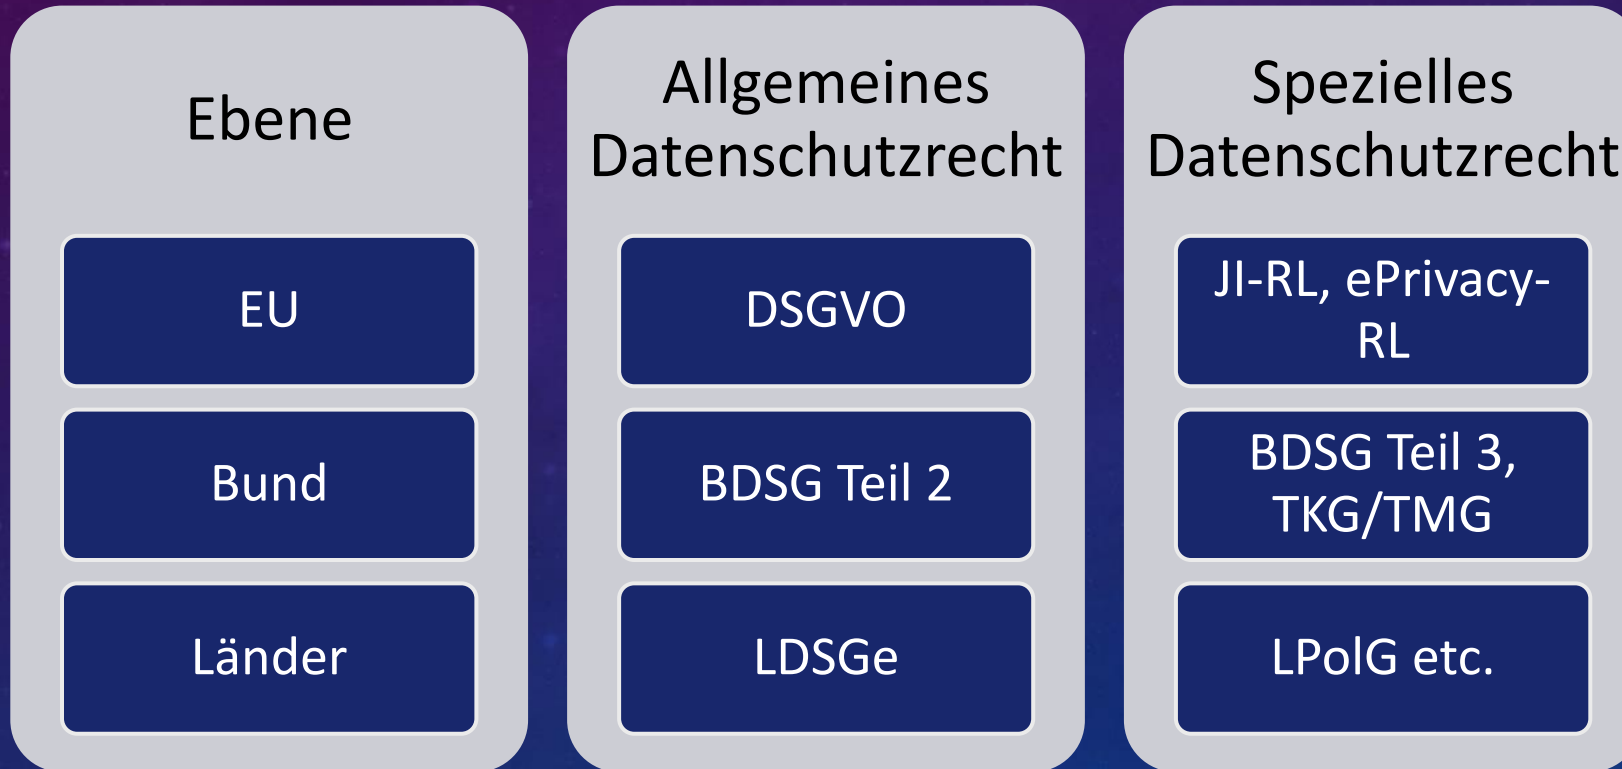 Ebene
EU
Bund
Länder
Allgemeines
Datenschutzrecht
DSGVO
BDSG Teil 2
LDSGe
Spezielles
Datenschutzrecht
JI-RL, ePrivacy-
RL
BDSG Teil 3,
TKG/TMG
LPolG etc.